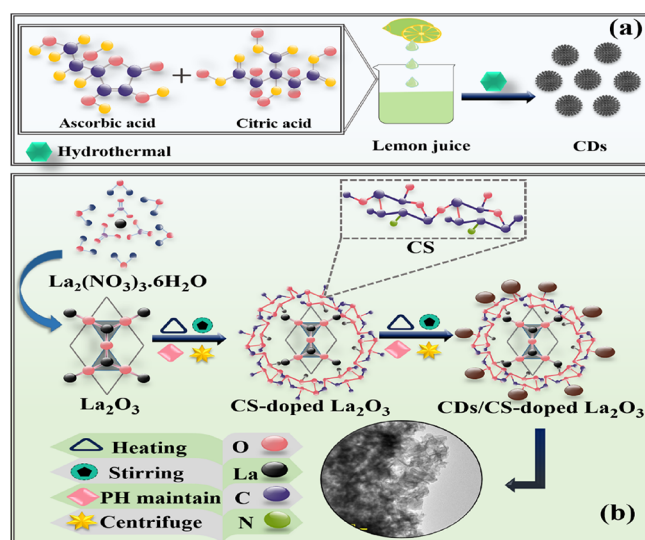 (a)
+
Ascorbic acid
Citric acid
Lemon juice
CDs
Hydrothermal
La₂(NO₃)₃.6H₂O
CS
La₂O₃
CS-doped La₂O₃
CDs/CS-doped La₂O₃
Heating
O
Stirring
La
PH maintain
C
Centrifuge
N
(b)